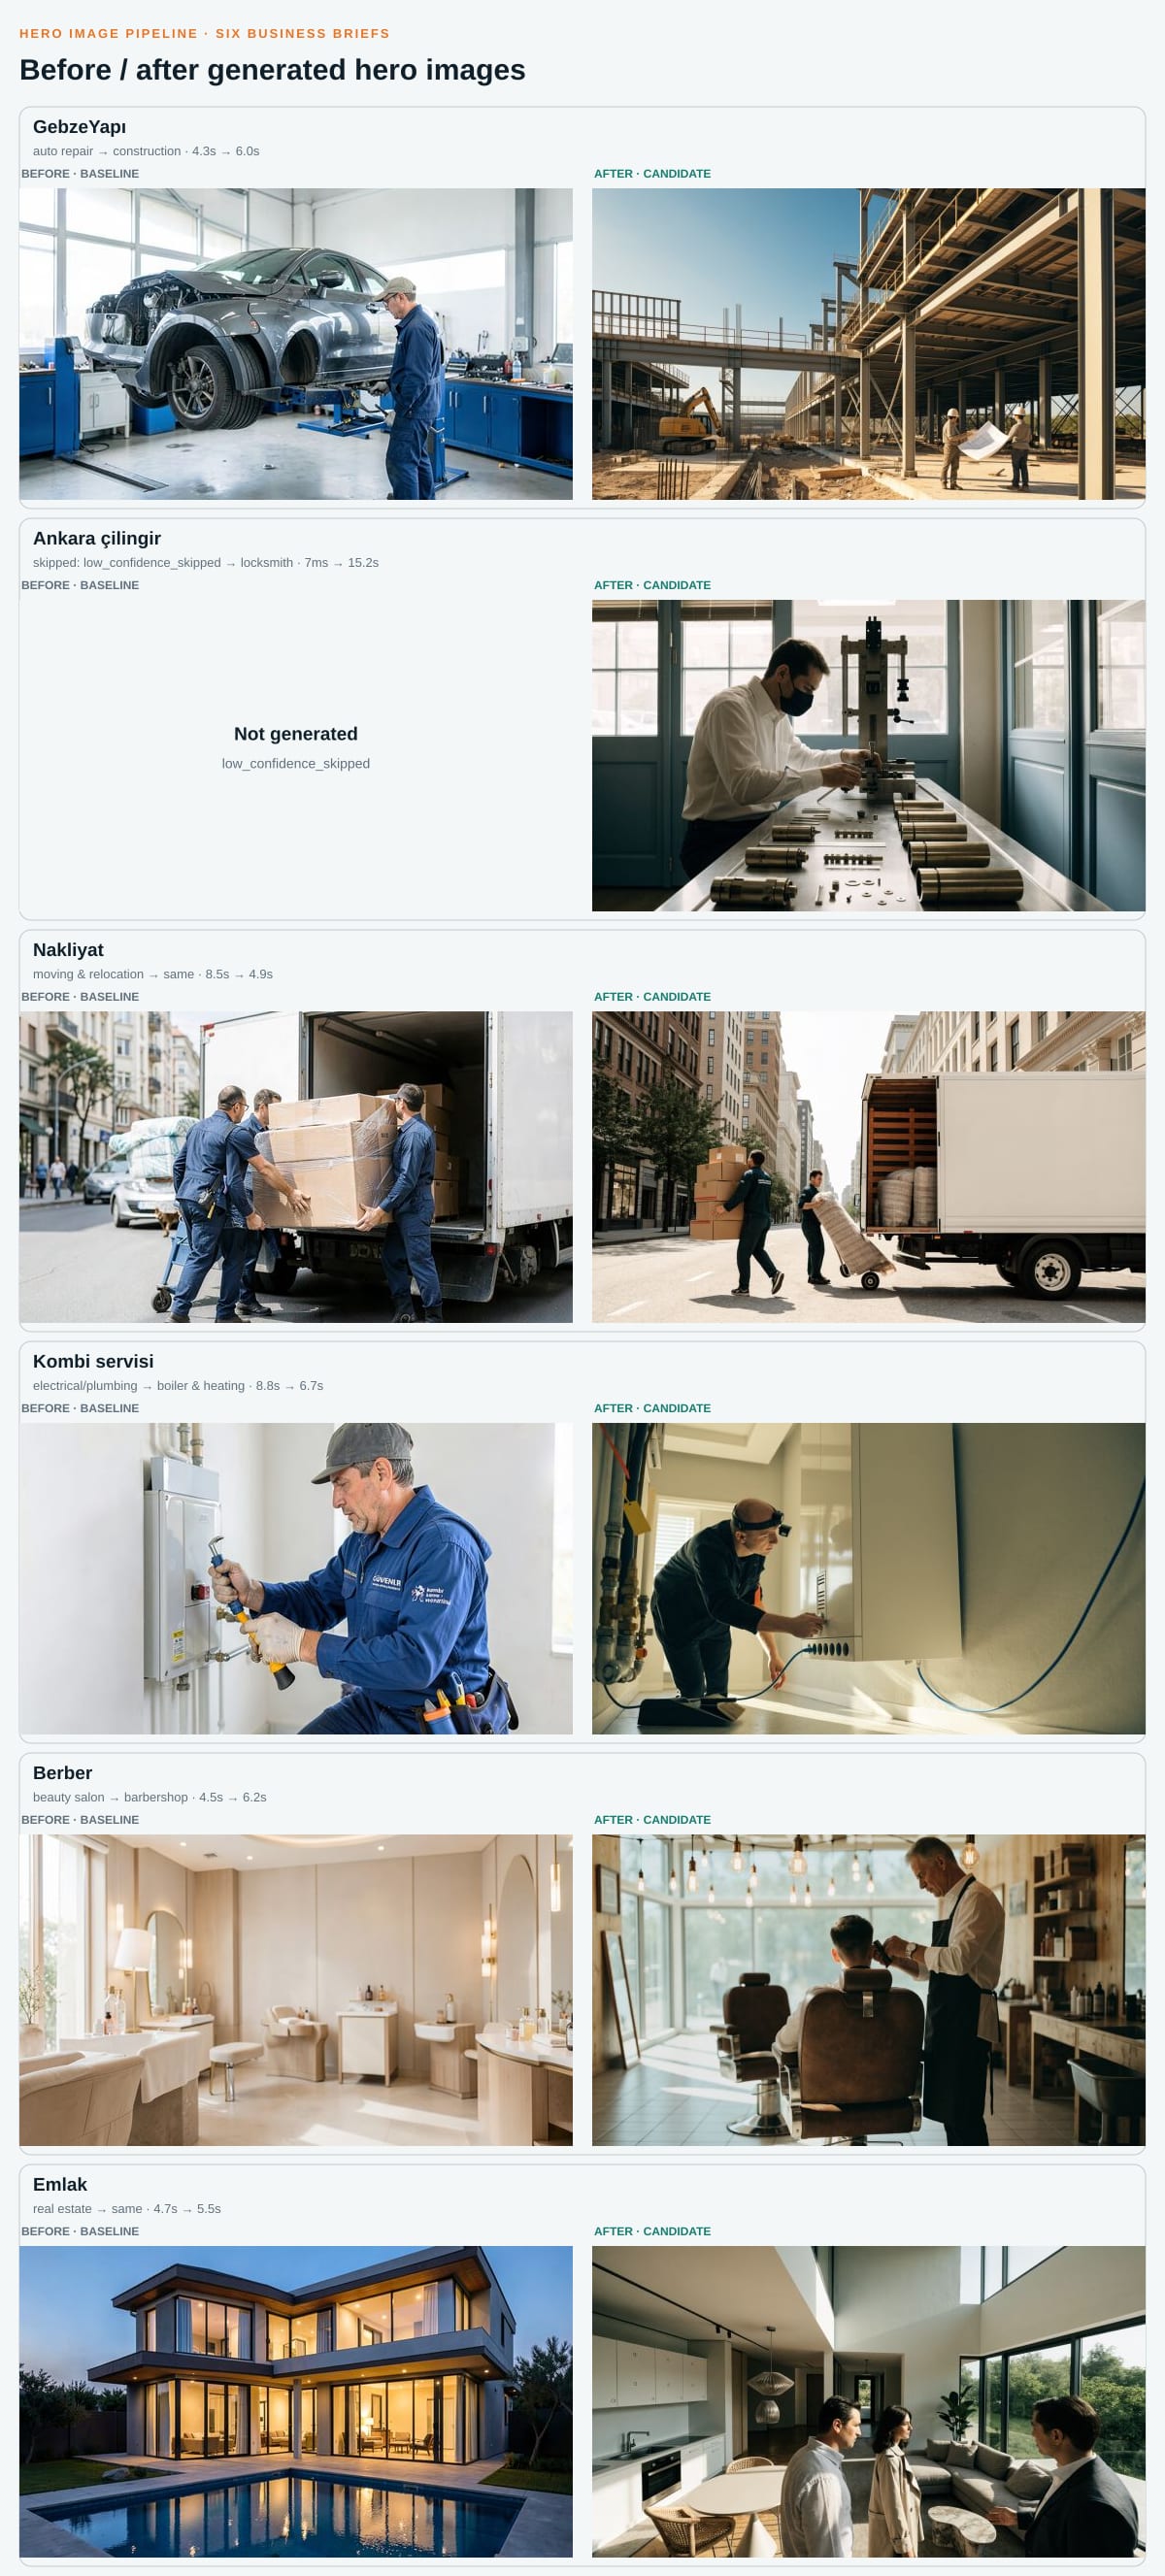 HERO IMAGE PIPELINE · SIX BUSINESS BRIEFS
Before / after generated hero images
GebzeYapı
auto repair → construction · 4.3s → 6.0s
BEFORE · BASELINE
AFTER · CANDIDATE
Ankara çilingir
skipped: low_confidence_skipped → locksmith · 7ms → 15.2s
BEFORE · BASELINE
AFTER · CANDIDATE
Not generated
low_confidence_skipped
Nakliyat
moving & relocation → same · 8.5s → 4.9s
BEFORE · BASELINE
AFTER · CANDIDATE
Kombi servisi
electrical/plumbing → boiler & heating · 8.8s → 6.7s
BEFORE · BASELINE
AFTER · CANDIDATE
Berber
beauty salon → barbershop · 4.5s → 6.2s
BEFORE · BASELINE
AFTER · CANDIDATE
Emlak
real estate → same · 4.7s → 5.5s
BEFORE · BASELINE
AFTER · CANDIDATE